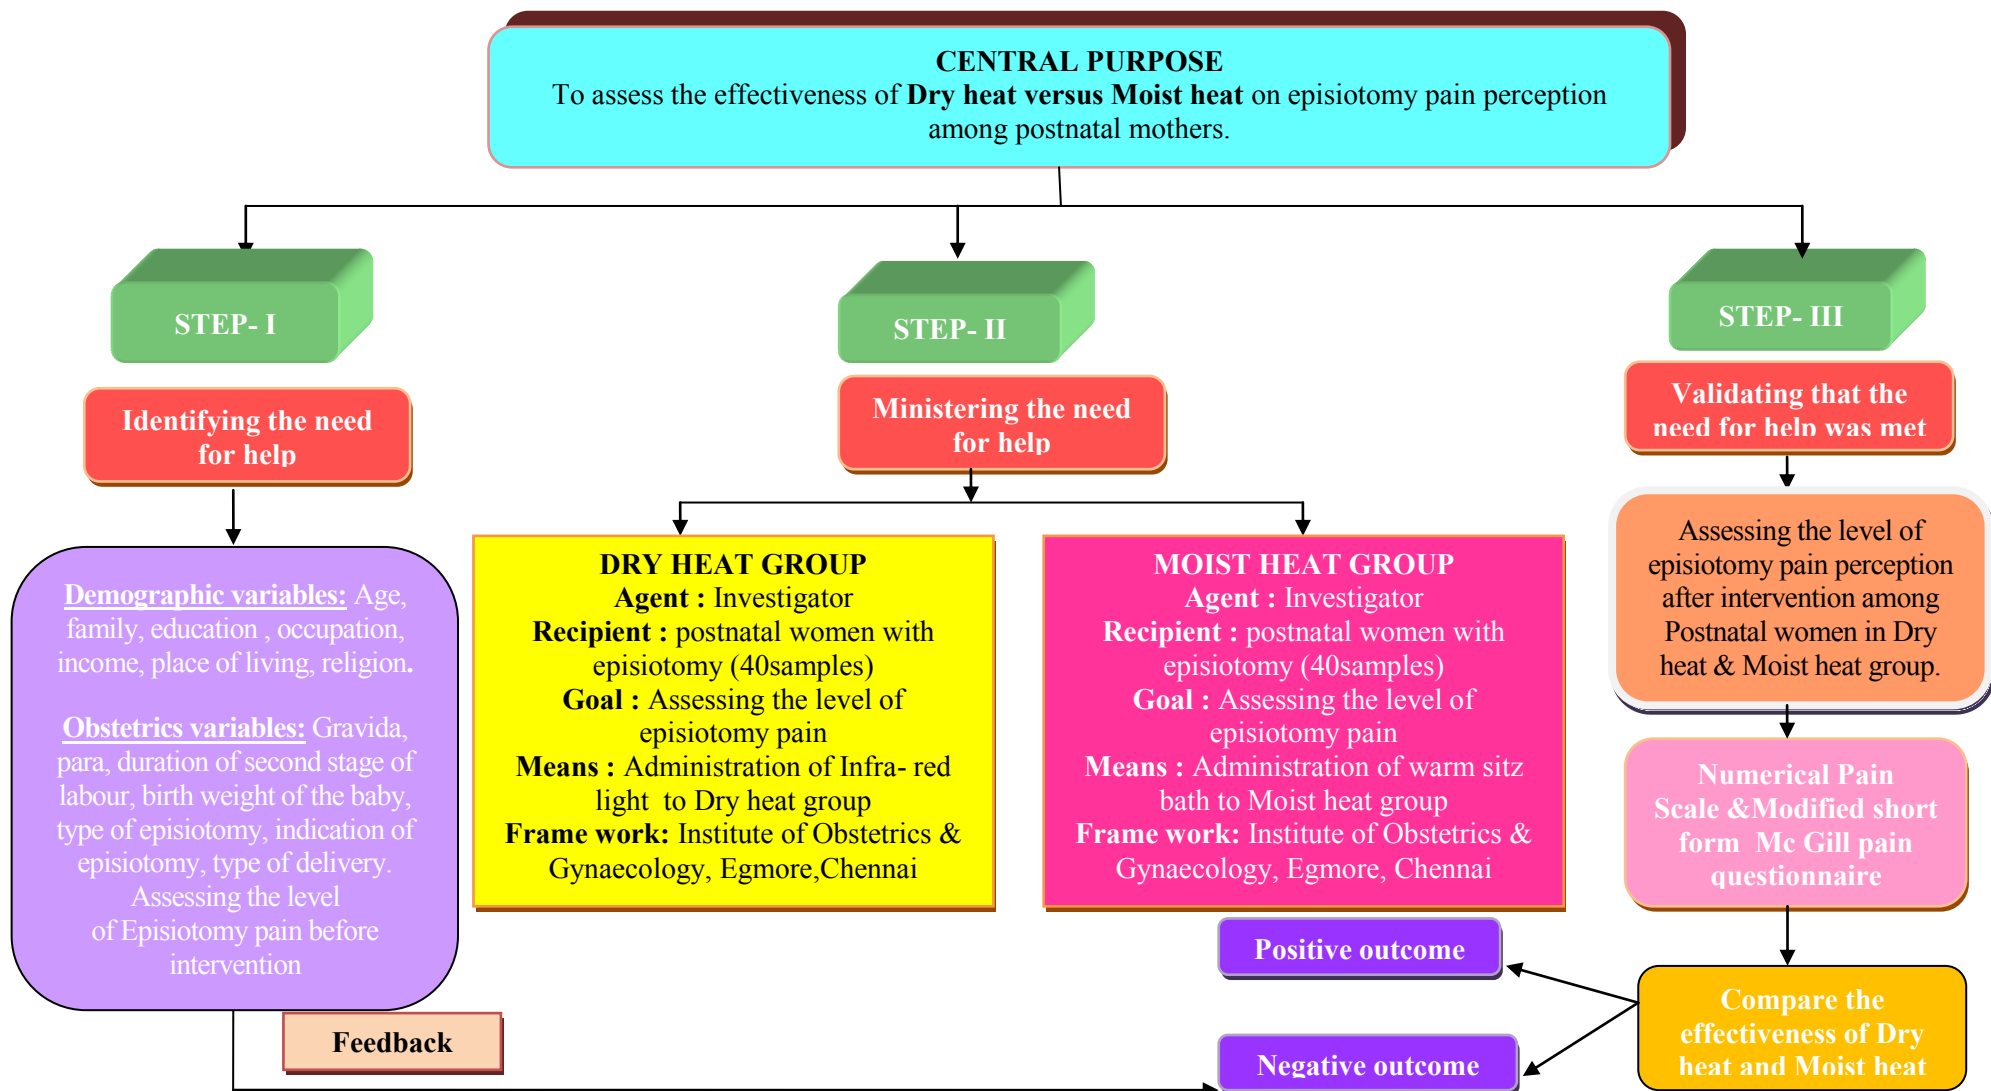 CENTRAL PURPOSE
To assess the effectiveness of Dry heat versus Moist heat on episiotomy pain perception
among postnatal mothers.
STEP- I
Identifying the need
for help
Demographic variables: Age,
family, education , occupation,
income, place of living, religion.
Obstetrics variables: Gravida,
para, duration of second stage of
labour, birth weight of the baby,
type of episiotomy, indication of
episiotomy, type of delivery.
Assessing the level
of Episiotomy pain before
intervention
Feedback
STEP- II
Ministering the need
for help
DRY HEAT GROUP
Agent : Investigator
Recipient : postnatal women with
episiotomy (40samples)
Goal : Assessing the level of
episiotomy pain
Means : Administration of Infra- red
light to Dry heat group
Frame work: Institute of Obstetrics &
Gynaecology, Egmore,Chennai
MOIST HEAT GROUP
Agent : Investigator
Recipient : postnatal women with
episiotomy (40samples)
Goal : Assessing the level of
episiotomy pain
Means : Administration of warm sitz
bath to Moist heat group
Frame work: Institute of Obstetrics &
Gynaecology, Egmore, Chennai
STEP- III
Validating that the
need for help was met
Assessing the level of
episiotomy pain perception
after intervention among
Postnatal women in Dry
heat & Moist heat group.
Numerical Pain
Scale &Modified short
form Mc Gill pain
questionnaire
Compare the
effectiveness of Dry
heat and Moist heat
Positive outcome
Negative outcome